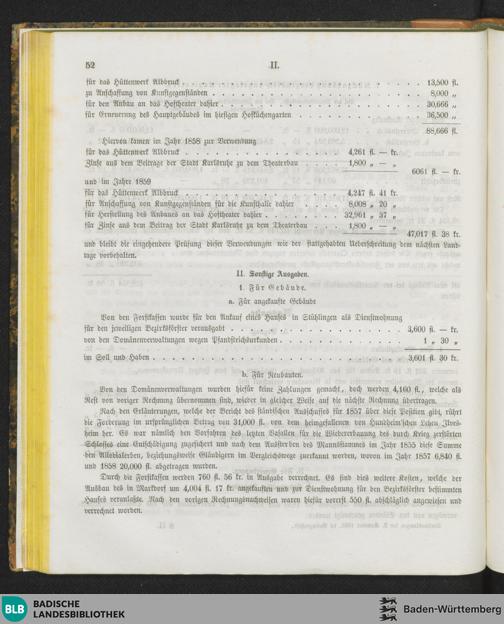 52 II.
für das Hüttenwerk Albbruck . . . 13,500 fl.
zu Anschaffung von Kunstgegenständen . . . 8,000 „
für den Anbau an das Hoftheater dahier . . . 30,666 „
für Erneuerung des Hauptgebäudes im hiesigen Hofküchengarten . . . 36,500 „
88,666 fl.
Hiervon kamen im Jahr 1858 zur Verwendung
für das Hüttenwerk Albbruck . . . 4,261 fl. — kr.
Zinse aus dem Beitrage der Stadt Karlsruhe zu dem Theaterbau . . . 1,800 „ — „
6061 fl. — kr.
und im Jahre 1859
für das Hüttenwerk Albbruck . . . 4,247 fl. 41 kr.
für Anschaffung von Kunstgegenständen für die Kunsthalle dahier . . . 8,008 „ 20 „
für Herstellung des Anbaues an das Hoftheater dahier . . . 32,961 „ 37 „
für Zinse aus dem Beitrag der Stadt Karlsruhe zu dem Theaterbau . . . 1,800 „ — „
47,017 fl. 38 kr.
und bleibt die eingehendere Prüfung dieser Verwendungen wie der stattgehabten Ueberschreitung dem nächsten Land-
tage vorbehalten.
II. Sonstige Ausgaben.
1. Für Gebäude.
a. Für angekaufte Gebäude
Von den Forstkassen wurde für den Ankauf eines Hauses in Stühlingen als Dienstwohnung
für den jeweiligen Bezirksförster verausgabt . . . 3,600 fl. — kr.
von den Domänenverwaltungen wegen Pfandstrichurkunden . . . 1 „ 30 „
im Soll und Haben . . . 3,601 fl. 30 kr.
b. Für Neubauten.
Von den Domänenverwaltungen wurden hiefür keine Zahlungen gemacht, doch werden 4,160 fl., welche als
Rest von voriger Rechnung übernommen sind, wieder in gleicher Weise auf die nächste Rechnung übertragen.
Nach den Erläuterungen, welche der Bericht des ständischen Ausschusses für 1857 über diese Position gibt, rührt
die Forderung im ursprünglichen Betrag von 31,000 fl. von dem heimgefallenen von Hundheim'schen Lehen Ilves-
heim her. Es war nämlich den Vorfahren des letzten Vasallen für die Wiedererbauung des durch Krieg zerstörten
Schlosses eine Entschädigung zugesichert und nach dem Aussterben des Mannsstammes im Jahr 1855 diese Summe
den Allodialerben, beziehungsweise Gläubigern im Vergleichswege zuerkannt worden, wovon im Jahr 1857 6,840 fl.
und 1858 20,000 fl. abgetragen wurden.
Durch die Forstkassen werden 760 fl. 56 kr. in Ausgabe verrechnet. Es sind dies weitere Kosten, welche der
Ausbau des in Markdorf um 4,004 fl. 17 kr. angekauften und zur Dienstwohnung für den Bezirksförster bestimmten
Hauses veranlaßte. Nach den vorigen Rechnungsnachweisen waren hiefür vorerst 550 fl. abschläglich angewiesen und
verrechnet worden.
BLB BADISCHE
LANDESBIBLIOTHEK
Baden-Württemberg